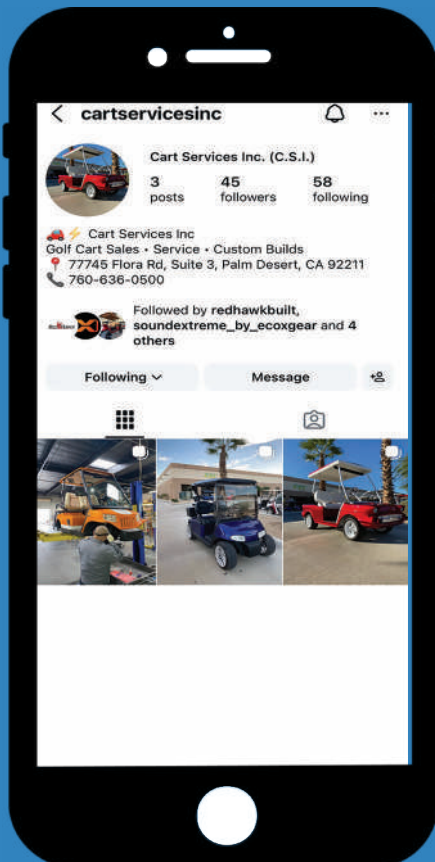 cartservicesinc
Cart Services Inc. (C.S.I.)
3 45 58
posts followers following
🚗⚡ Cart Services Inc
Golf Cart Sales • Service • Custom Builds
📍 77745 Flora Rd, Suite 3, Palm Desert, CA 92211
📞 760-636-0500
Followed by redhawkbuilt,
soundextreme_by_ecoxgear and 4
others
Following Message